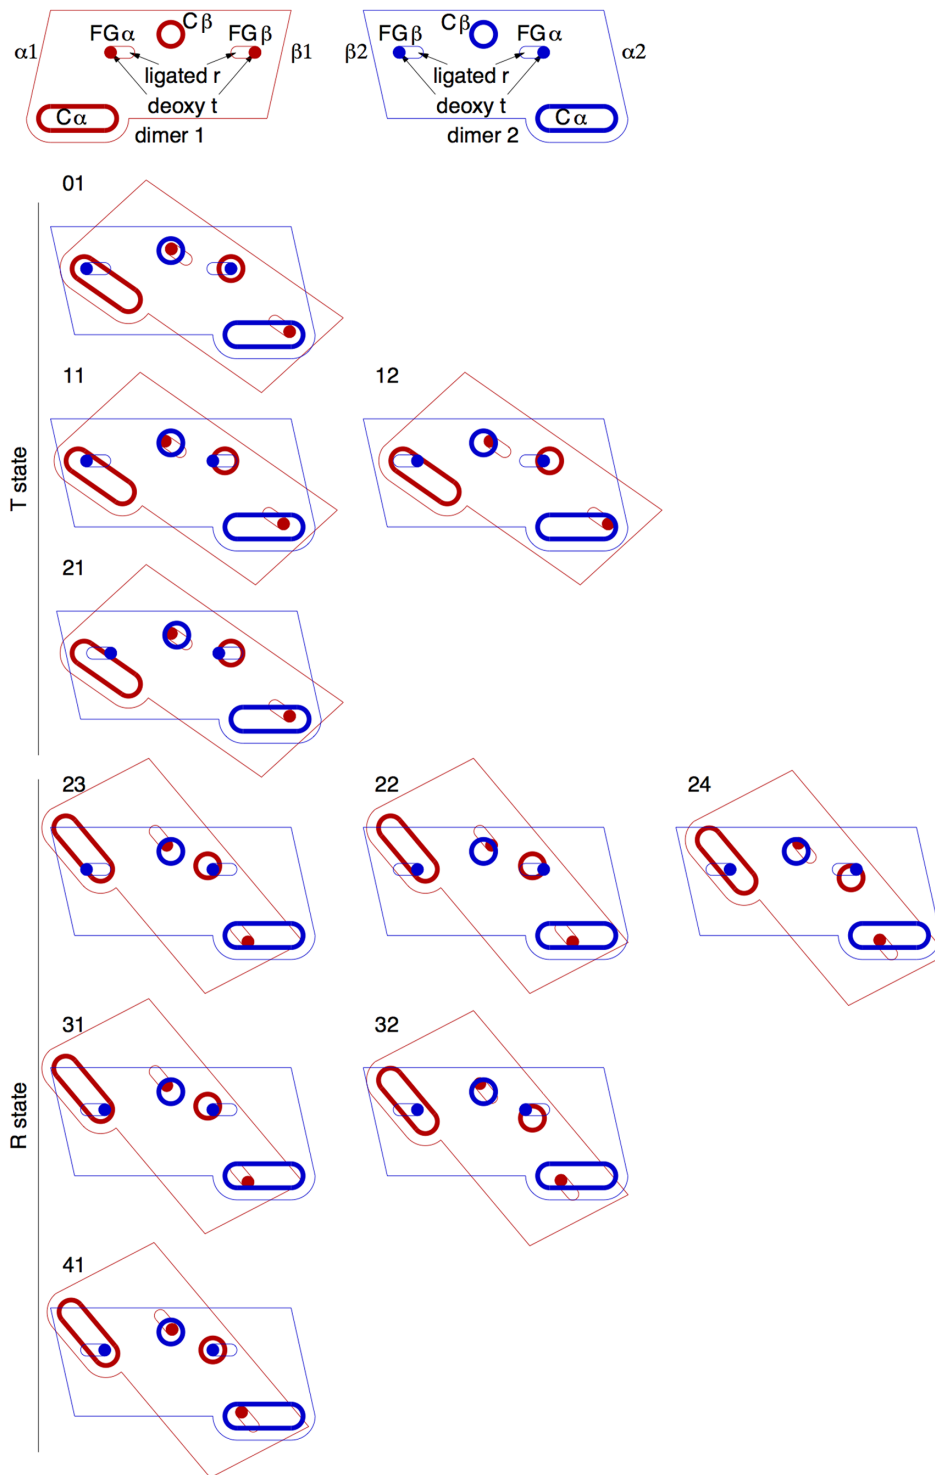 Cβ Cβ
FGα FGβ FGβ FGα
α1 β1 β2 α2
ligated r ligated r
deoxy t deoxy t
Cα Cα
dimer 1 dimer 2
01
T state
11 12
21
R state
23 22 24
31 32
41